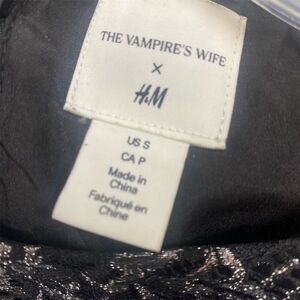 THE VAMPIRE'S WIFE
×
H&M
US S
CA P
Made in
China
Fabriqué en
Chine